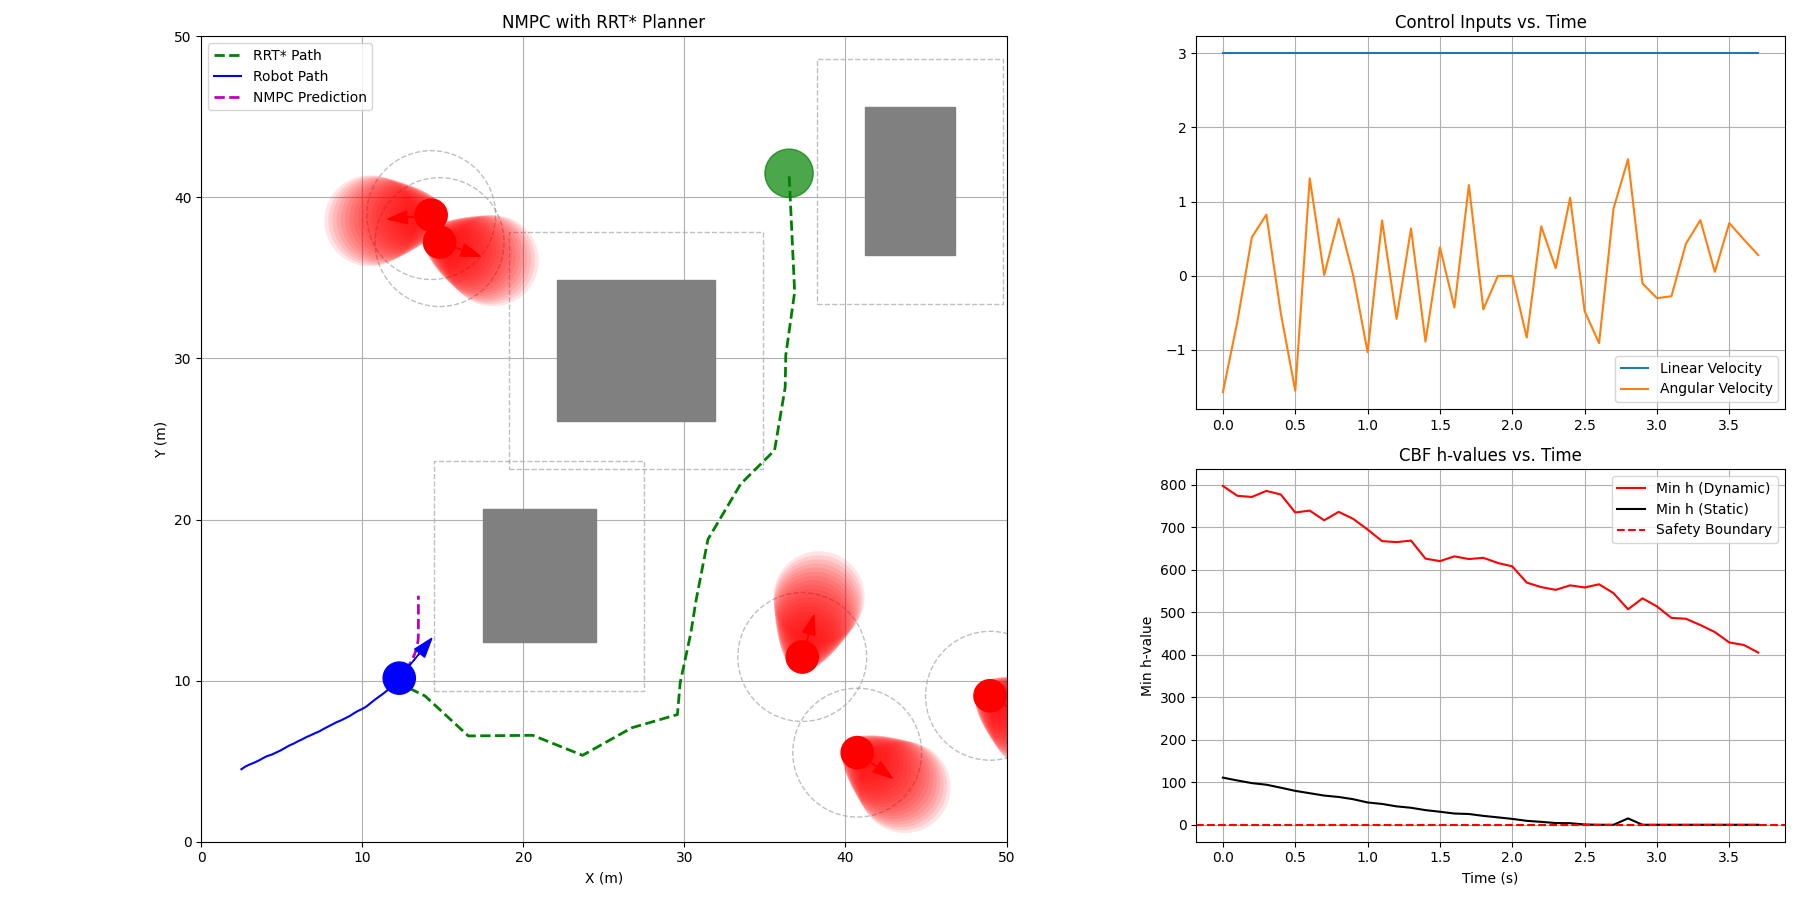 NMPC with RRT* Planner
RRT* Path
Robot Path
NMPC Prediction
50
40
30
20
10
0
Y (m)
0 10 20 30 40 50
X (m)
Control Inputs vs. Time
3
2
1
0
−1
Linear Velocity
Angular Velocity
0.0 0.5 1.0 1.5 2.0 2.5 3.0 3.5
CBF h-values vs. Time
Min h (Dynamic)
Min h (Static)
Safety Boundary
800
700
600
500
400
300
200
100
0
Min h-value
0.0 0.5 1.0 1.5 2.0 2.5 3.0 3.5
Time (s)